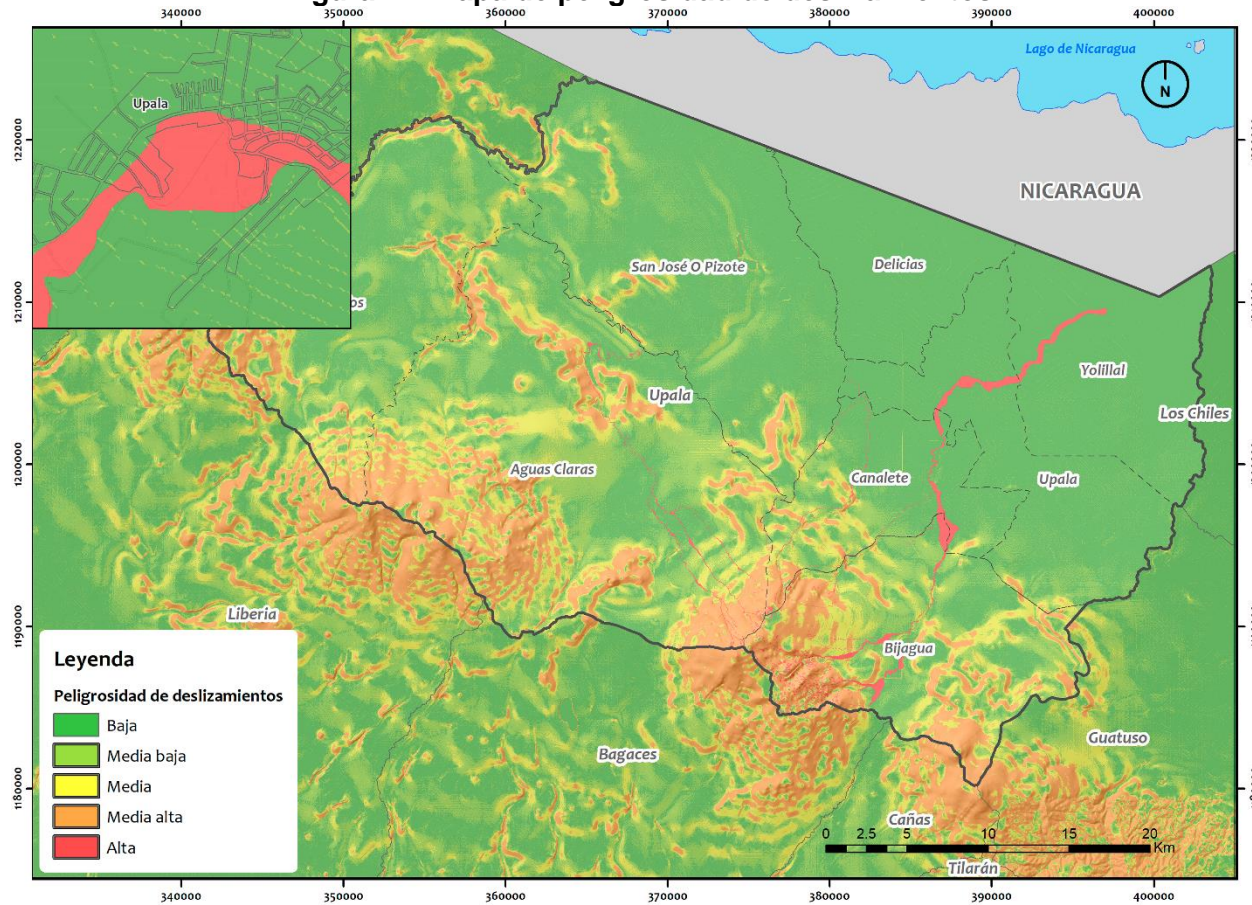 340000 350000 360000 370000 380000 390000 400000
Upala
Lago de Nicaragua
N
NICARAGUA
1220000
1210000
1200000
1190000
1180000
San José O Pizote
Delicias
os
Yolillal
Upala
Los Chiles
Aguas Claras
Canalete
Upala
Liberia
Bijagua
Bagaces
Guatuso
Cañas
Tilarán
Leyenda
Peligrosidad de deslizamientos
Baja
Media baja
Media
Media alta
Alta
0 2.5 5 10 15 20
Km
340000 350000 360000 370000 380000 390000 400000